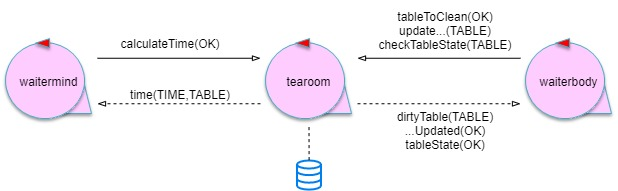 calculateTime(OK)
time(TIME,TABLE)
waitermind
tearoom
tableToClean(OK)
update...(TABLE)
checkTableState(TABLE)
dirtyTable(TABLE)
...Updated(OK)
tableState(OK)
waiterbody